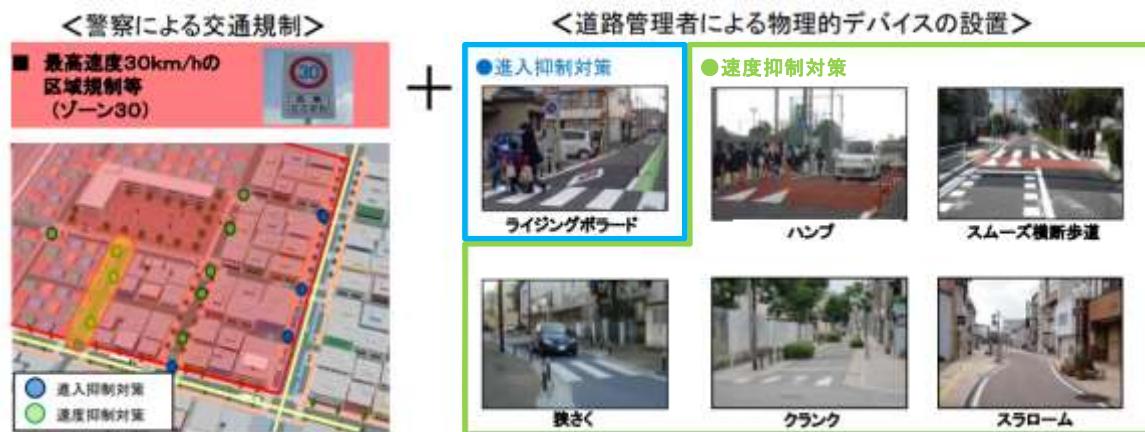 ＜警察による交通規制＞
■ 最高速度30km/hの
区域規制等
（ゾーン30）
30
進入抑制対策
速度抑制対策
＋
＜道路管理者による物理的デバイスの設置＞
●進入抑制対策
ライジングボラード
●速度抑制対策
ハンプ
スムーズ横断歩道
狭さく
クランク
スラローム